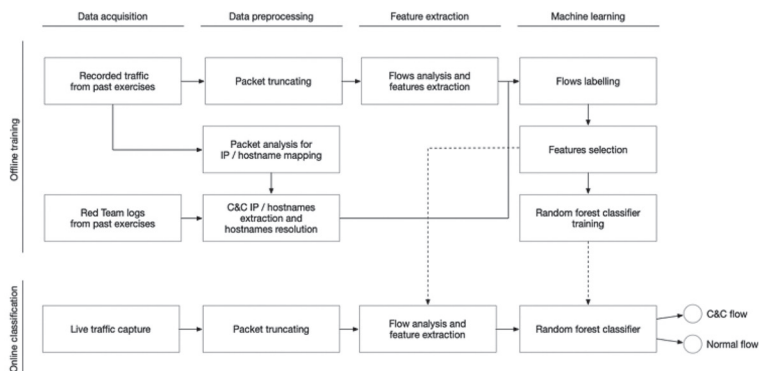 Data acquisition
Data preprocessing
Feature extraction
Machine learning
Offline training
Recorded traffic
from past exercises
Packet truncating
Flows analysis and
features extraction
Flows labelling
Packet analysis for
IP / hostname mapping
Features selection
Red Team logs
from past exercises
C&C IP / hostnames
extraction and
hostnames resolution
Random forest classifier
training
Online classification
Live traffic capture
Packet truncating
Flow analysis and
feature extraction
Random forest classifier
C&C flow
Normal flow